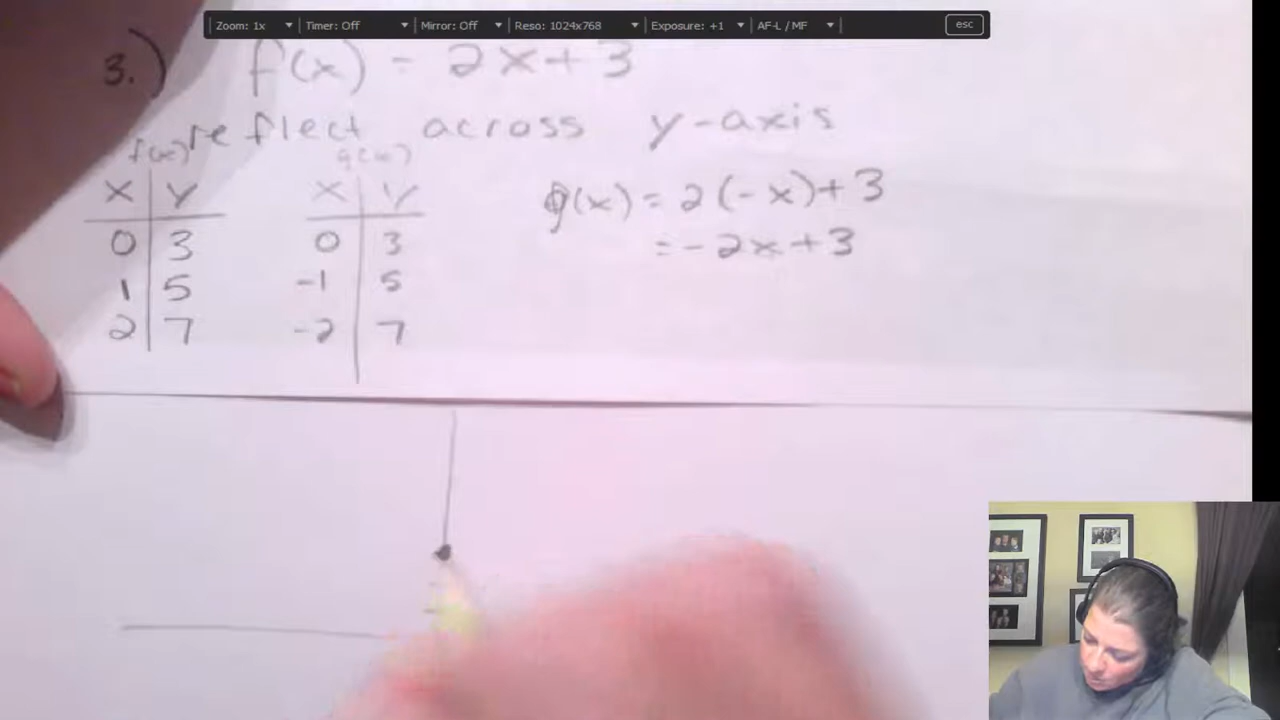 Zoom: 1x Timer: Off Mirror: Off Reso: 1024x768 Exposure: +1 AF-L / MF esc
3.) f(x) = 2x+3
reflect across y-axis
f(x) g(x)
X Y X Y g(x) = 2(-x)+3
0 3 0 3 = -2x+3
1 5 -1 5
2 7 -2 7